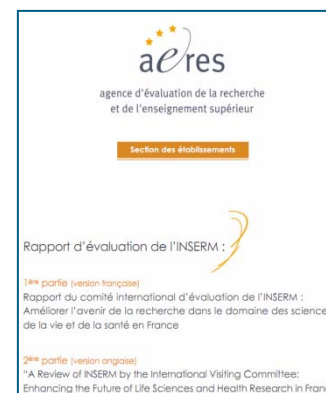 aeres
agence d'évaluation de la recherche
et de l'enseignement supérieur
Section des établissements
Rapport d'évaluation de l'INSERM :
1ère partie (version française)
Rapport du comité international d'évaluation de l'INSERM :
Améliorer l'avenir de la recherche dans le domaine des science
de la vie et de la santé en France
2ère partie (version anglaise)
"A Review of INSERM by the International Visiting Committee:
Enhancing the Future of Life Sciences and Health Research in Fran